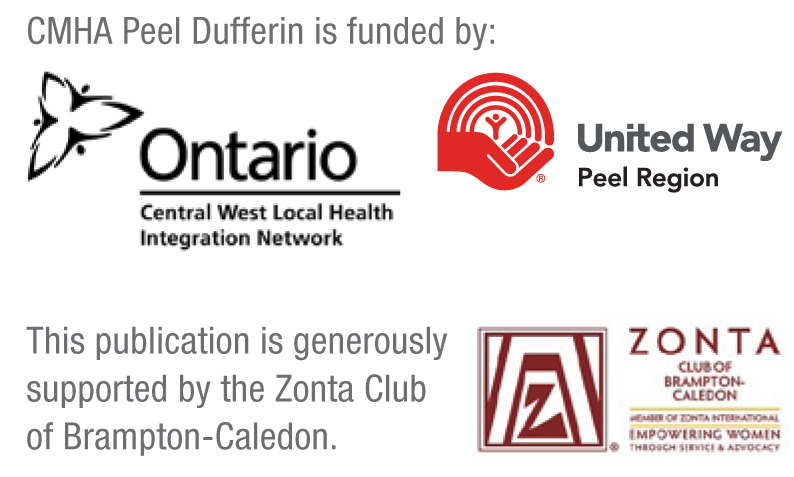 CMHA Peel Dufferin is funded by:
Ontario
Central West Local Health
Integration Network
United Way
Peel Region
®
This publication is generously
supported by the Zonta Club
of Brampton-Caledon.
Z
®
ZONTA
CLUB OF
BRAMPTON-
CALEDON
MEMBER OF ZONTA INTERNATIONAL
EMPOWERING WOMEN
THROUGH SERVICE & ADVOCACY